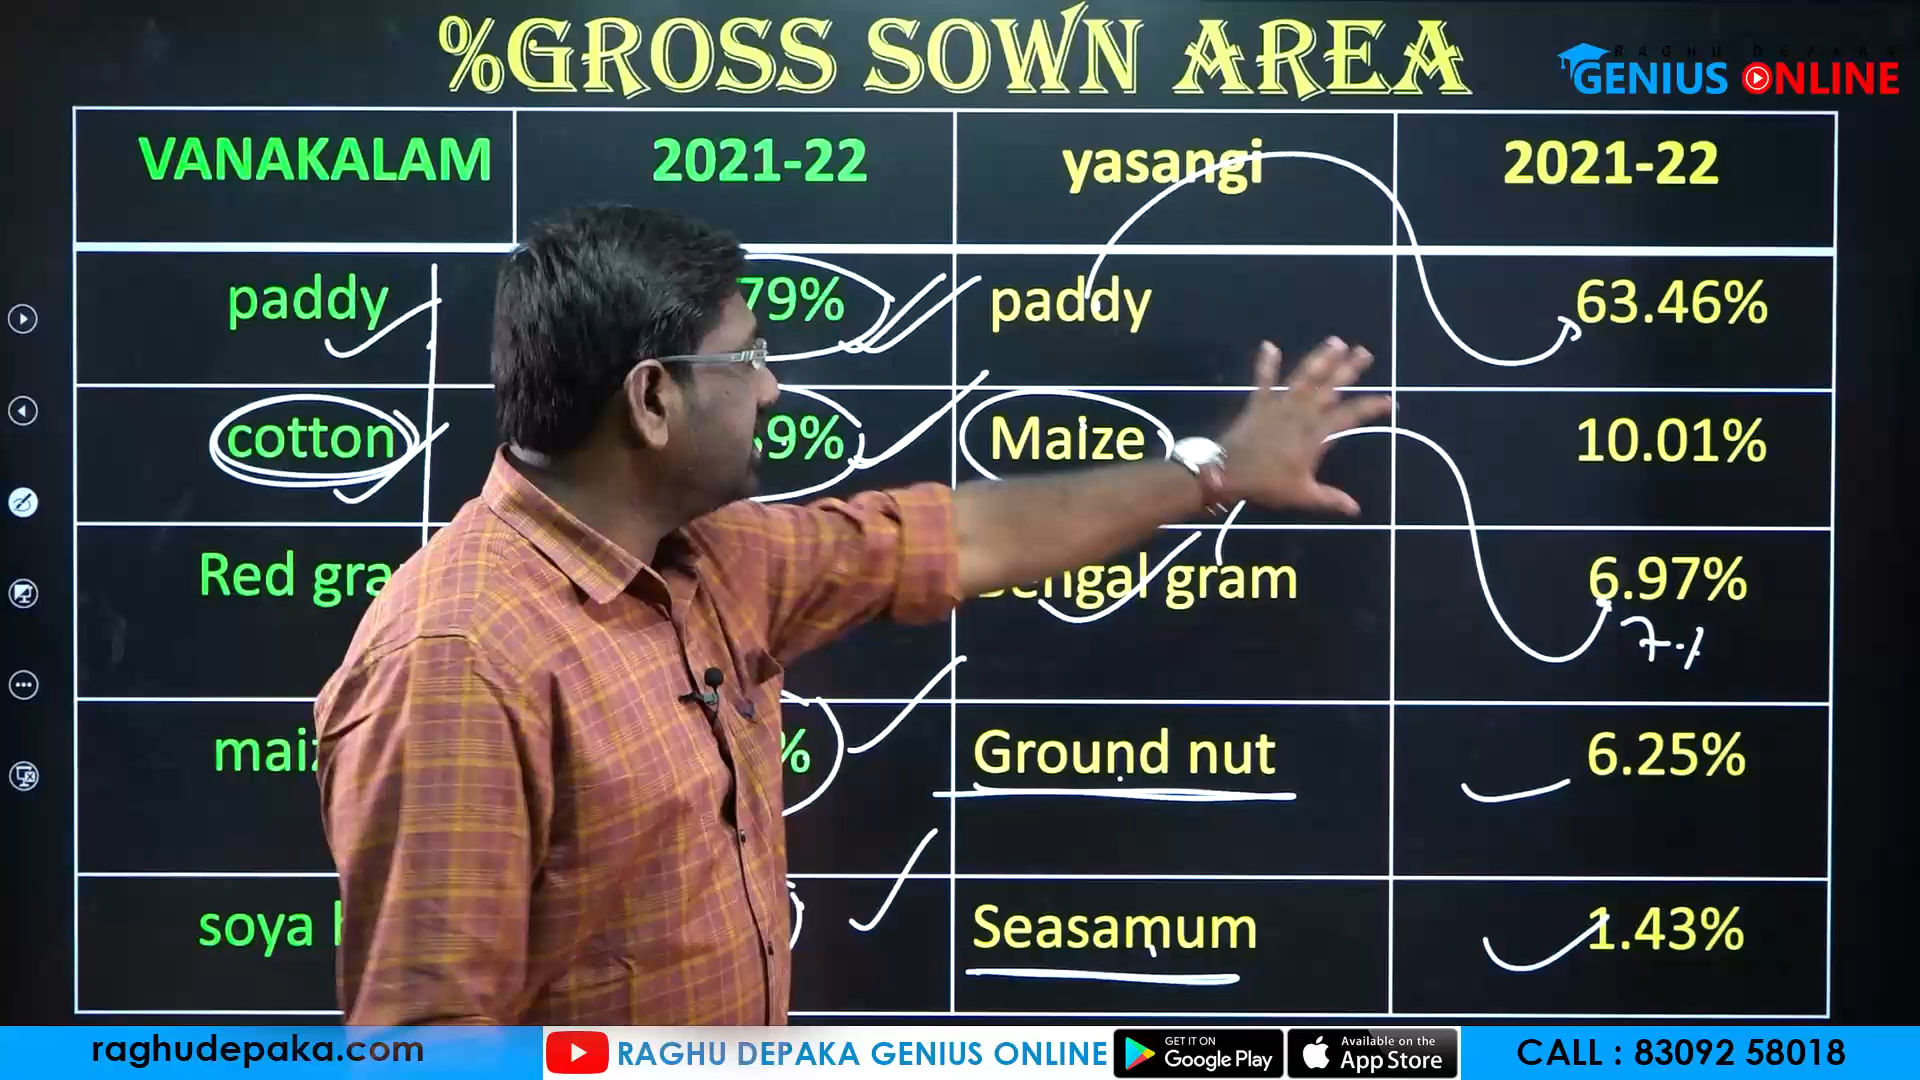 %GROSS SOWN AREA
RAGHU DEPAKA
GENIUS ONLINE
VANAKALAM 2021-22 yasangi 2021-22
paddy 79% paddy 63.46%
cotton 9% Maize 10.01%
Red gra gram 6.97%
7%
mai % Ground nut 6.25%
soya Seasamum 1.43%
raghudepaka.com
RAGHU DEPAKA GENIUS ONLINE
GET IT ON
Google Play
Available on the
App Store
CALL : 83092 58018